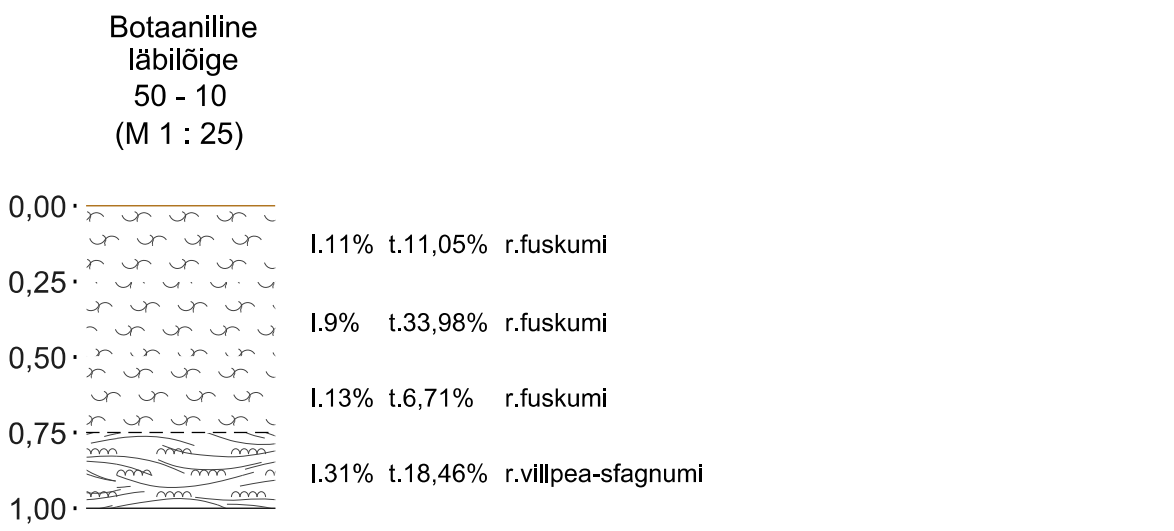 Botaaniline
läbilõige
50 - 10
(M 1 : 25)
0,00
l.11% t.11,05% r.fuskumi
0,25
l.9% t.33,98% r.fuskumi
0,50
l.13% t.6,71% r.fuskumi
0,75
l.31% t.18,46% r.villpea-sfagnumi
1,00